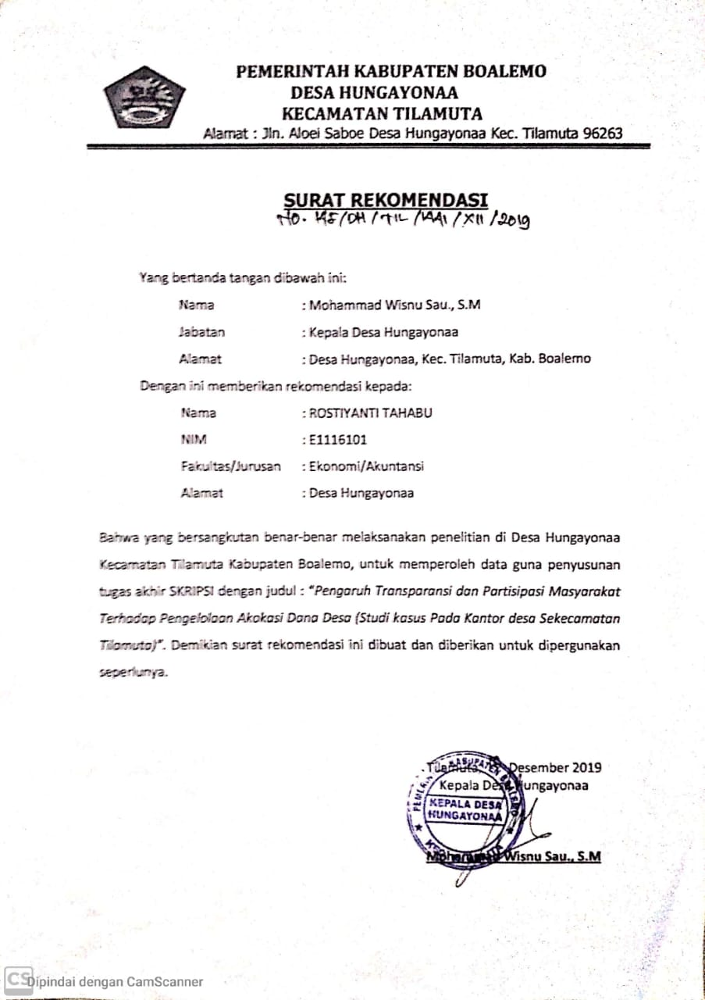 PEMERINTAH KABUPATEN BOALEMO
DESA HUNGAYONAA
KECAMATAN TILAMUTA
Alamat : Jln. Aloei Saboe Desa Hungayonaa Kec. Tilamuta 96263
SURAT REKOMENDASI
No. /DH/TIL/ /XII/2019
Yang bertanda tangan dibawah ini:
Nama : Mohammad Wisnu Sau., S.M
Jabatan : Kepala Desa Hungayonaa
Alamat : Desa Hungayonaa, Kec. Tilamuta, Kab. Boalemo
Dengan ini memberikan rekomendasi kepada:
Nama : ROSTIYANTI TAHABU
NIM : E1116101
Fakultas/Jurusan : Ekonomi/Akuntansi
Alamat : Desa Hungayonaa
Bahwa yang bersangkutan benar-benar melaksanakan penelitian di Desa Hungayonaa
Kecamatan Tilamuta Kabupaten Boalemo, untuk memperoleh data guna penyusunan
tugas akhir SKRIPSI dengan judul : “Pengaruh Transparansi dan Partisipasi Masyarakat
Terhadap Pengelolaan Akokasi Dana Desa (Studi kasus Pada Kantor desa Sekecamatan
Tilamuta)”. Demikian surat rekomendasi ini dibuat dan diberikan untuk dipergunakan
seperlunya.
Tilamuta, Desember 2019
Kepala Desa Hungayonaa
KABUPATEN BOALEMO
KEPALA DESA
HUNGAYONAA
Mohammad Wisnu Sau., S.M
CS Dipindai dengan CamScanner